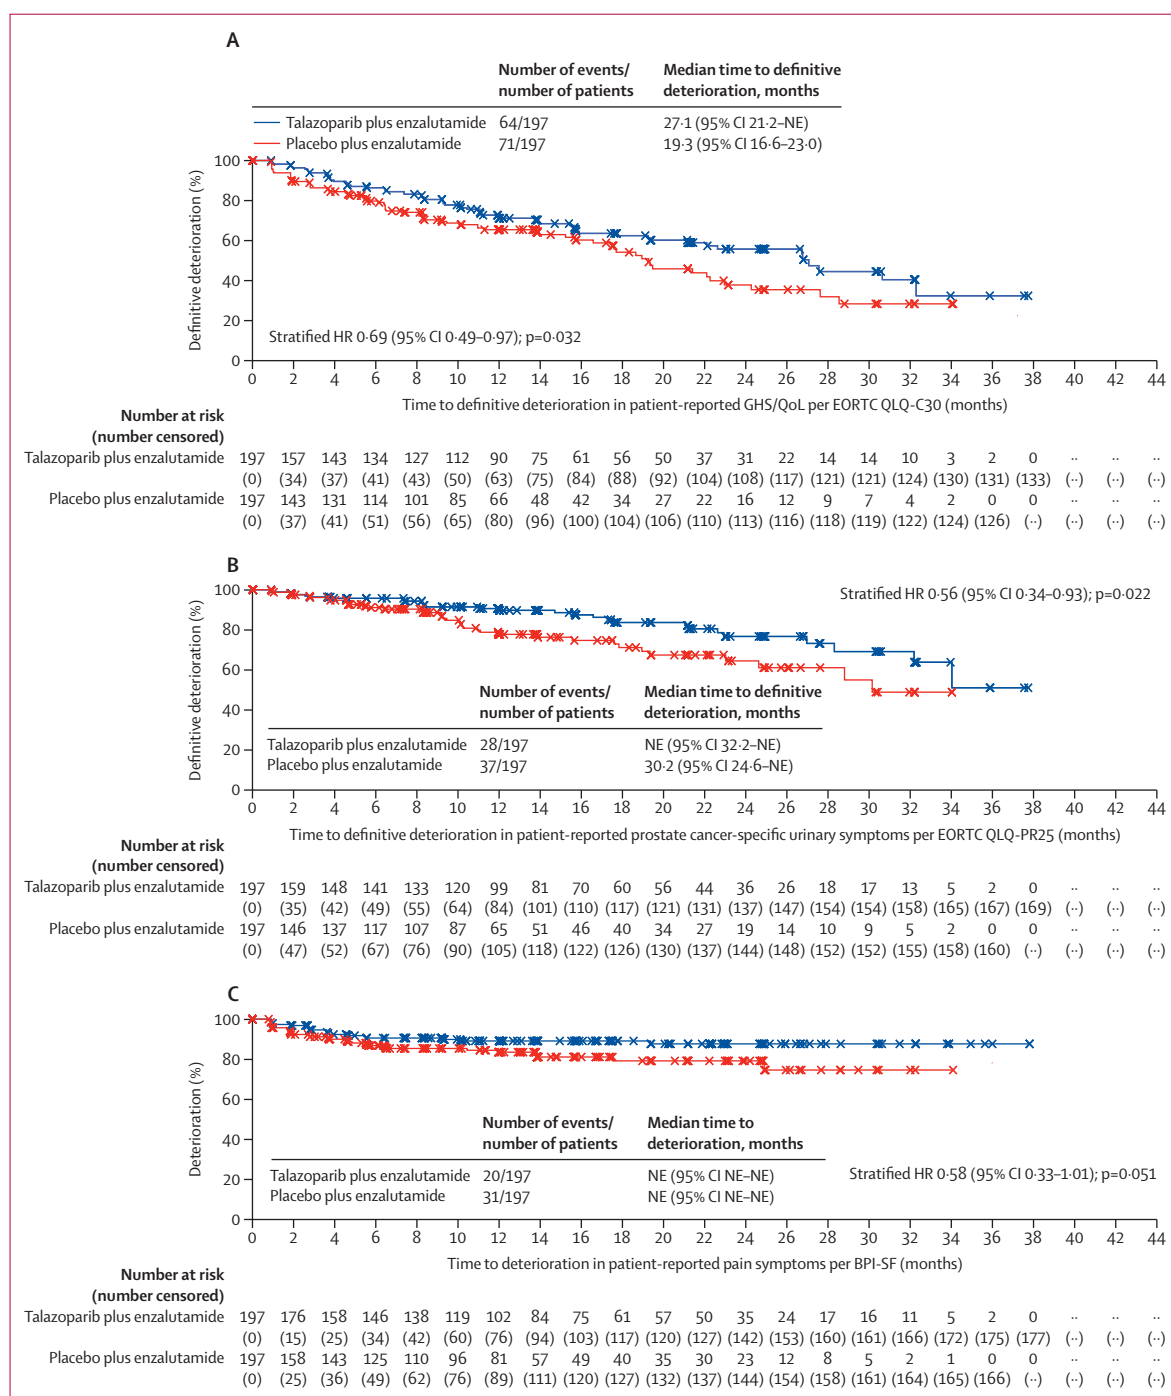 A
Number of events/ Median time to definitive
number of patients deterioration, months
Talazoparib plus enzalutamide 64/197 27·1 (95% CI 21·2–NE)
Placebo plus enzalutamide 71/197 19·3 (95% CI 16·6–23·0)
100
80
60
40
20
0
Definitive deterioration (%)
Stratified HR 0·69 (95% CI 0·49–0·97); p=0·032
0 2 4 6 8 10 12 14 16 18 20 22 24 26 28 30 32 34 36 38 40 42 44
Time to definitive deterioration in patient-reported GHS/QoL per EORTC QLQ-C30 (months)
Number at risk
(number censored)
Talazoparib plus enzalutamide 197 157 143 134 127 112 90 75 61 56 50 37 31 22 14 14 10 3 2 0 ·· ·· ··
(0) (34) (37) (41) (43) (50) (63) (75) (84) (88) (92) (104) (108) (117) (121) (121) (124) (130) (131) (133) (··) (··) (··)
Placebo plus enzalutamide 197 143 131 114 101 85 66 48 42 34 27 22 16 12 9 7 4 2 0 0 ·· ·· ··
(0) (37) (41) (51) (56) (65) (80) (96) (100) (104) (106) (110) (113) (116) (118) (119) (122) (124) (126) (··) (··) (··) (··)
B
100
80
60
40
20
0
Definitive deterioration (%)
Stratified HR 0·56 (95% CI 0·34–0·93); p=0·022
Number of events/ Median time to definitive
number of patients deterioration, months
Talazoparib plus enzalutamide 28/197 NE (95% CI 32·2–NE)
Placebo plus enzalutamide 37/197 30·2 (95% CI 24·6–NE)
0 2 4 6 8 10 12 14 16 18 20 22 24 26 28 30 32 34 36 38 40 42 44
Time to definitive deterioration in patient-reported prostate cancer-specific urinary symptoms per EORTC QLQ-PR25 (months)
Number at risk
(number censored)
Talazoparib plus enzalutamide 197 159 148 141 133 120 99 81 70 60 56 44 36 26 18 17 13 5 2 0 ·· ·· ··
(0) (35) (42) (49) (55) (64) (84) (101) (110) (117) (121) (131) (137) (147) (154) (154) (158) (165) (167) (169) (··) (··) (··)
Placebo plus enzalutamide 197 146 137 117 107 87 65 51 46 40 34 27 19 14 10 9 5 2 0 0 ·· ·· ··
(0) (47) (52) (67) (76) (90) (105) (118) (122) (126) (130) (137) (144) (148) (152) (152) (155) (158) (160) (··) (··) (··) (··)
C
100
80
60
40
20
0
Deterioration (%)
Number of events/ Median time to
number of patients deterioration, months
Talazoparib plus enzalutamide 20/197 NE (95% CI NE–NE)
Placebo plus enzalutamide 31/197 NE (95% CI NE–NE)
Stratified HR 0·58 (95% CI 0·33–1·01); p=0·051
0 2 4 6 8 10 12 14 16 18 20 22 24 26 28 30 32 34 36 38 40 42 44
Time to deterioration in patient-reported pain symptoms per BPI-SF (months)
Number at risk
(number censored)
Talazoparib plus enzalutamide 197 176 158 146 138 119 102 84 75 61 57 50 35 24 17 16 11 5 2 0 ·· ·· ··
(0) (15) (25) (34) (42) (60) (76) (94) (103) (117) (120) (127) (142) (153) (160) (161) (166) (172) (175) (177) (··) (··) (··)
Placebo plus enzalutamide 197 158 143 125 110 96 81 57 49 40 35 30 23 12 8 5 2 1 0 0 ·· ·· ··
(0) (25) (36) (49) (62) (76) (89) (111) (120) (127) (132) (137) (144) (154) (158) (161) (164) (165) (166) (··) (··) (··) (··)